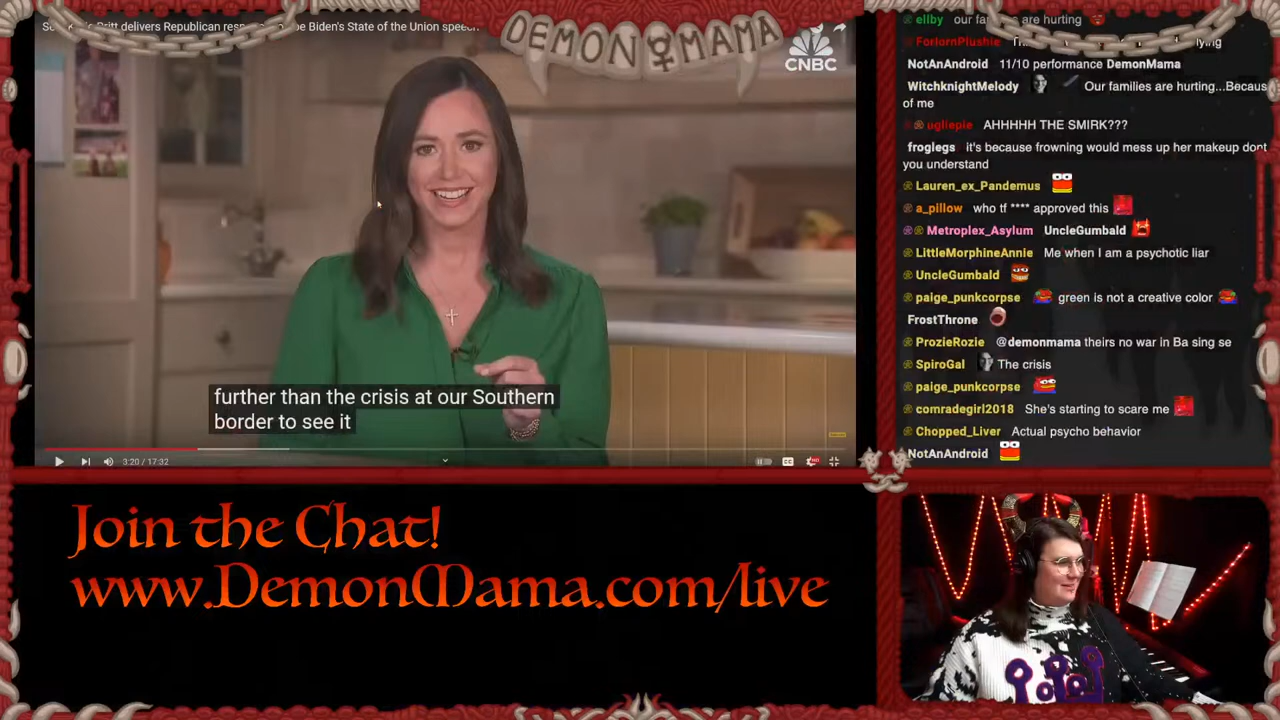 delivers Republican
Biden's State of the Union speech
DEMON MAMA
CNBC
further than the crisis at our Southern
border to see it
3:20 / 17:32
ellby our are hurting
ForlornPlushie
NotAnAndroid 11/10 performance DemonMama
WitchknightMelody Our families are hurting...Becaus
of me
ugliepie AHHHHH THE SMIRK???
froglegs it's because frowning would mess up her makeup dont
you understand
Lauren_ex_Pandemus
a_pillow who tf **** approved this
Metroplex_Asylum UncleGumbald
LittleMorphineAnnie Me when I am a psychotic liar
UncleGumbald
paige_punkcorpse green is not a creative color
FrostThrone
ProzieRozie @demonmama theirs no war in Ba sing se
SpiroGal The crisis
paige_punkcorpse
comradegirl2018 She's starting to scare me
Chopped_Liver Actual psycho behavior
NotAnAndroid
Join the Chat!
www.DemonMama.com/live